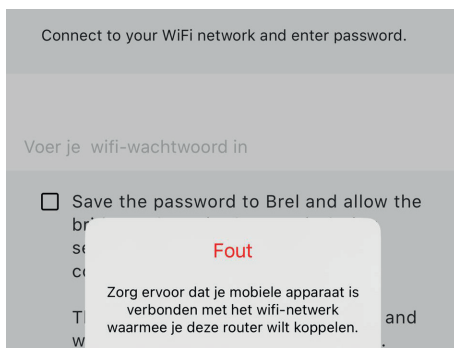 Connect to your WiFi network and enter password.
Voer je wifi-wachtwoord in
Save the password to Brel and allow the
Fout
Zorg ervoor dat je mobiele apparaat is
verbonden met het wifi-netwerk
waarmee je deze router wilt koppelen.
and